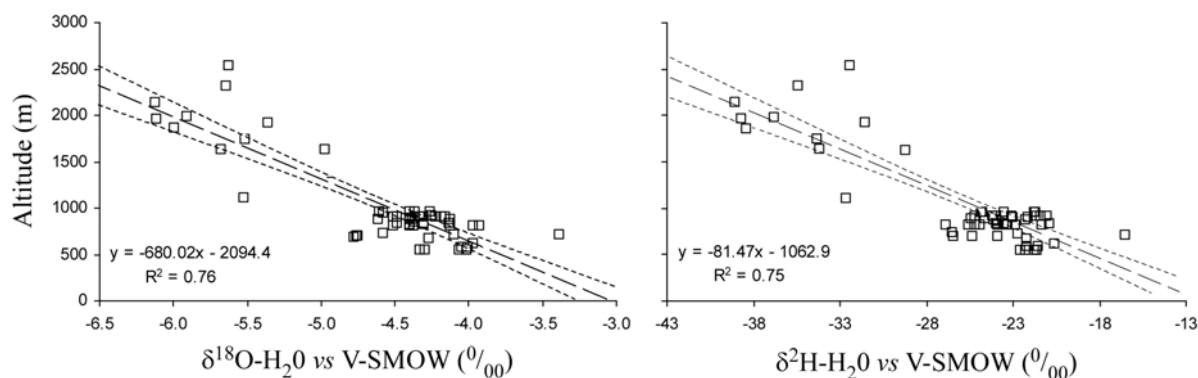 Altitude (m)
3000
2500
2000
1500
1000
500
0
-6.5 -6.0 -5.5 -5.0 -4.5 -4.0 -3.5 -3.0
y = -680.02x - 2094.4
R² = 0.76
δ¹⁸O-H₂0 vs V-SMOW (⁰/₀₀)
-43 -38 -33 -28 -23 -18 -13
y = -81.47x - 1062.9
R² = 0.75
δ²H-H₂0 vs V-SMOW (⁰/₀₀)